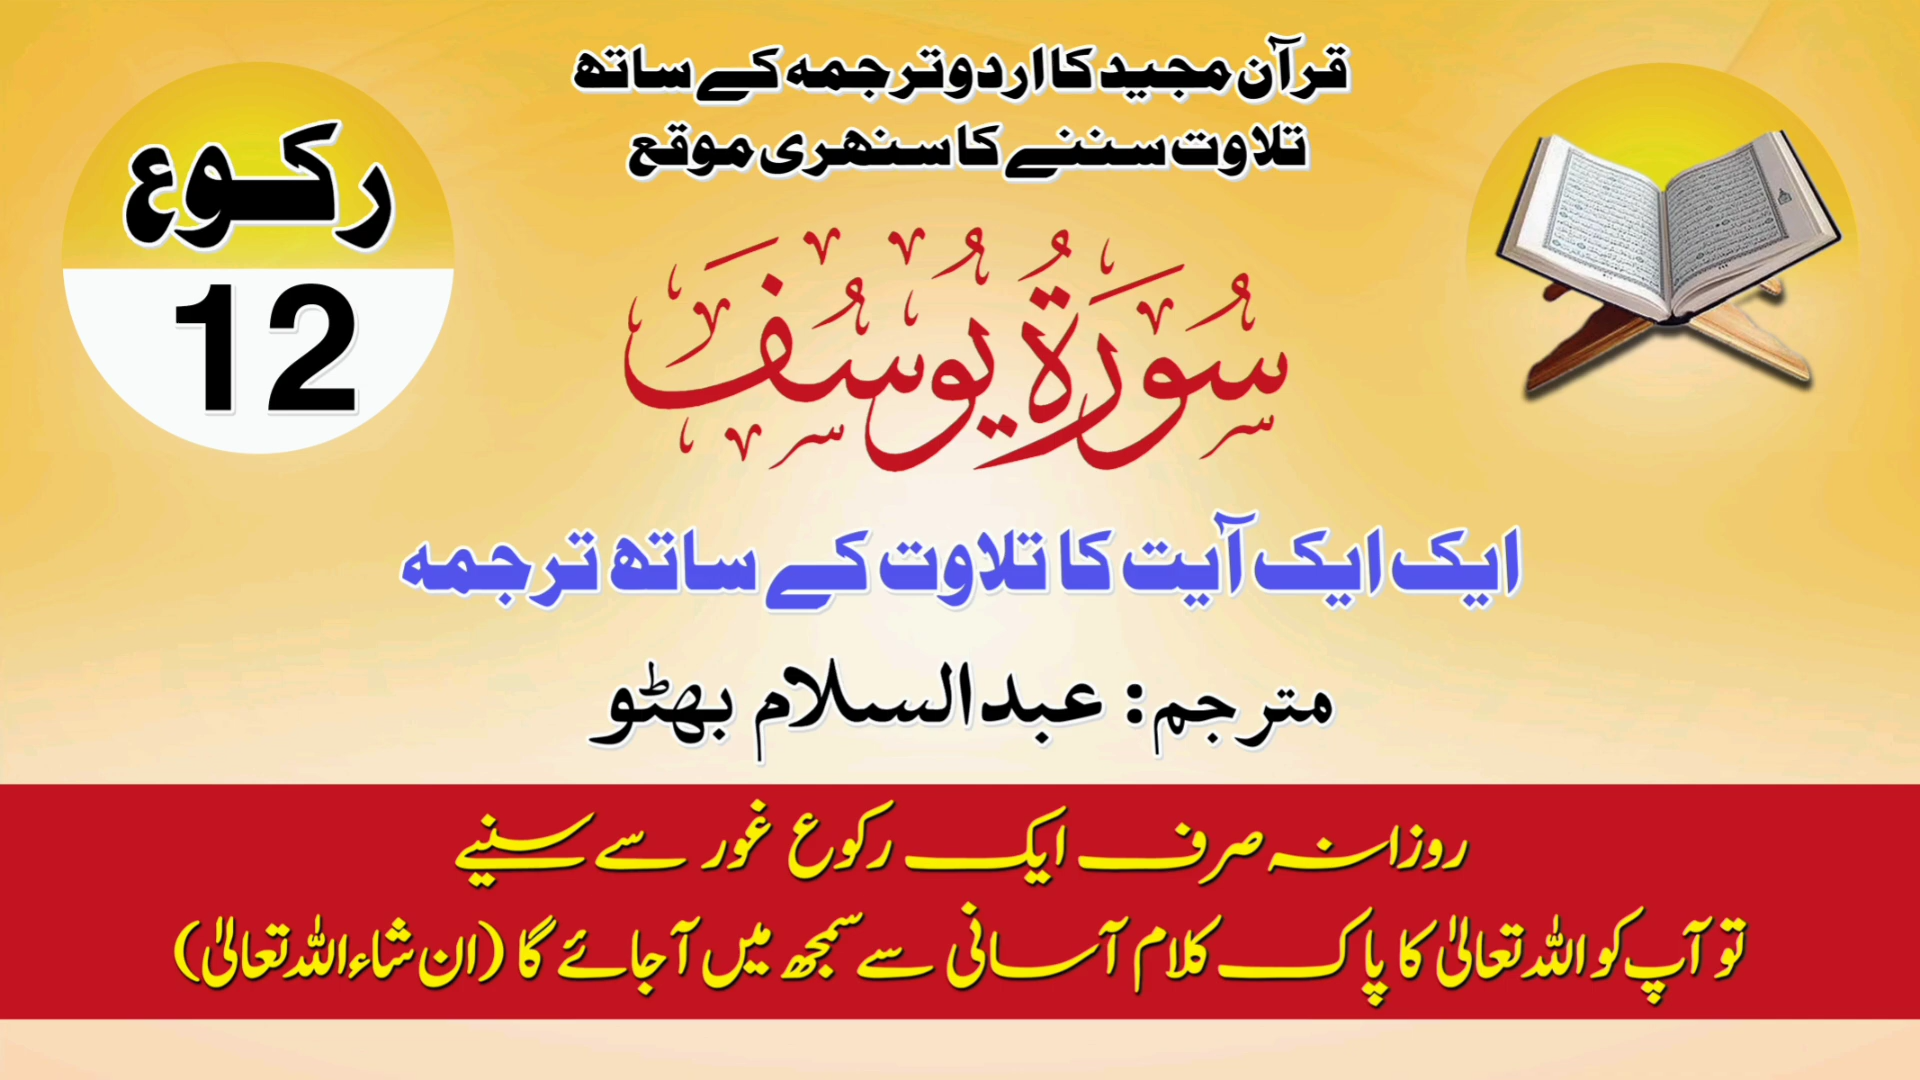 قرآن مجید کا اردو ترجمہ کے ساتھ
تلاوت سننے کا سنہری موقع
رکوع
12
سُوْرَةُ يُوْسُفَ
ایک ایک آیت کا تلاوت کے ساتھ ترجمہ
مترجم: عبدالسلام بھٹو
روزانہ صرف ایک رکوع غور سے سنیے
تو آپ کو اللہ تعالیٰ کا پاک کلام آسانی سے سمجھ میں آجائے گا (ان شاءاللہ تعالیٰ)